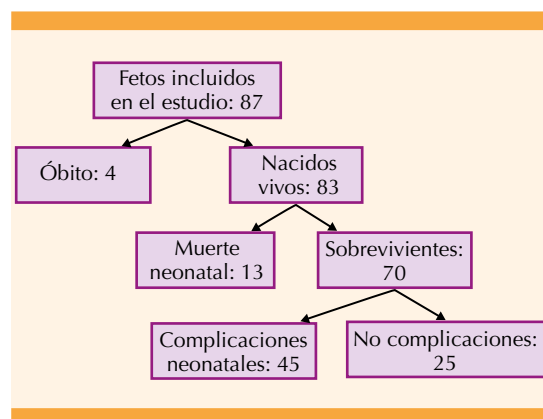 Fetos incluidos
en el estudio: 87
Óbito: 4
Nacidos
vivos: 83
Muerte
neonatal: 13
Sobrevivientes:
70
Complicaciones
neonatales: 45
No complicaciones:
25